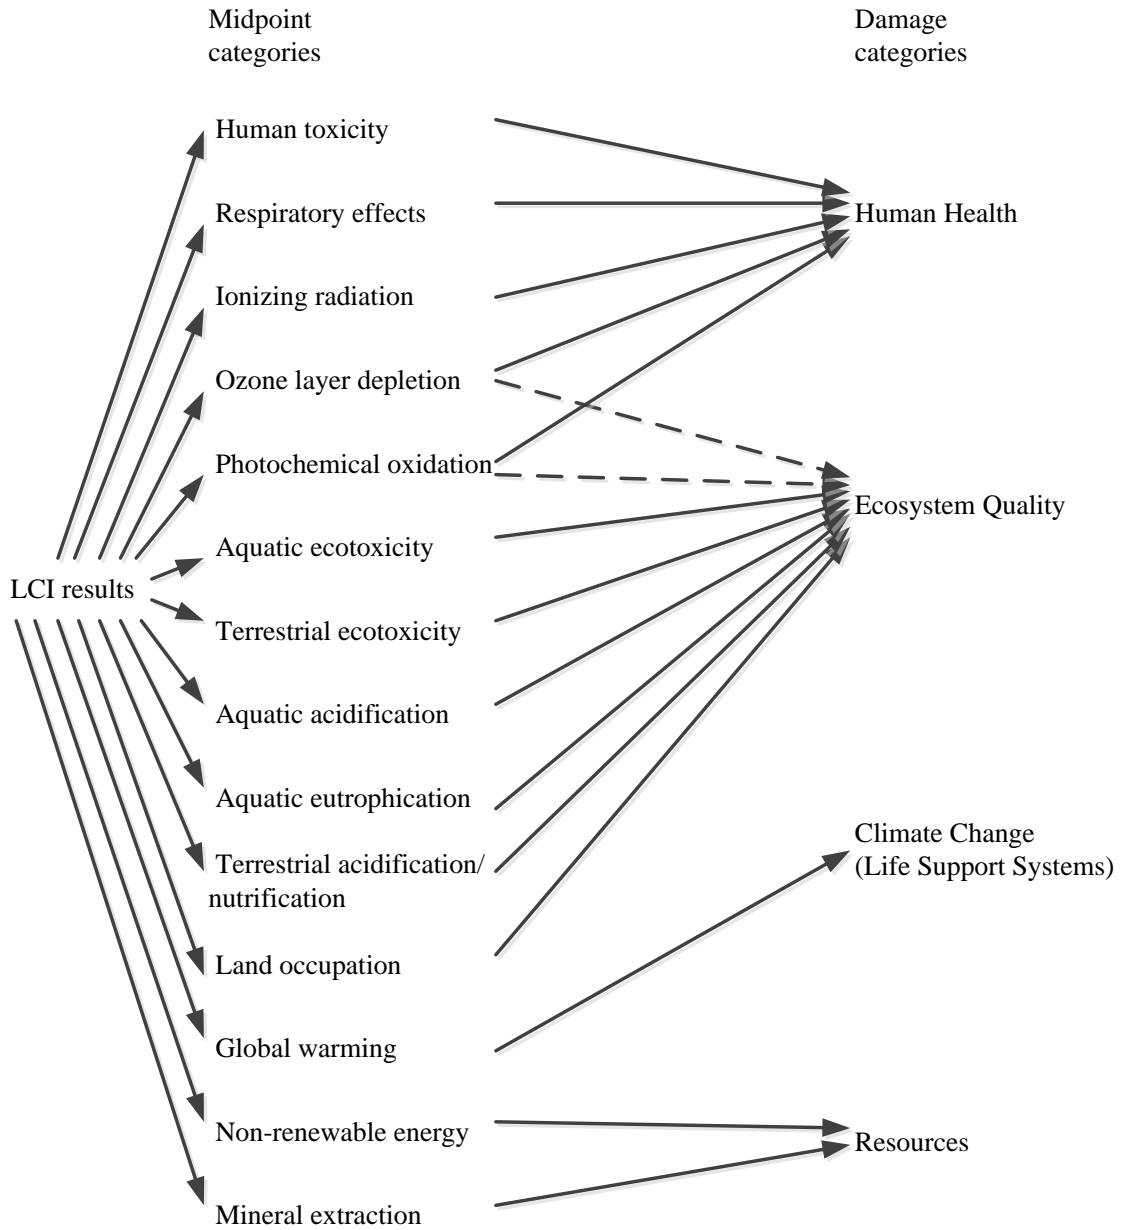 Midpoint
categories
Damage
categories
Human toxicity
Respiratory effects
Human Health
Ionizing radiation
Ozone layer depletion
Photochemical oxidation
Ecosystem Quality
Aquatic ecotoxicity
LCI results
Terrestrial ecotoxicity
Aquatic acidification
Aquatic eutrophication
Climate Change
(Life Support Systems)
Terrestrial acidification/
nutrification
Land occupation
Global warming
Non-renewable energy
Resources
Mineral extraction